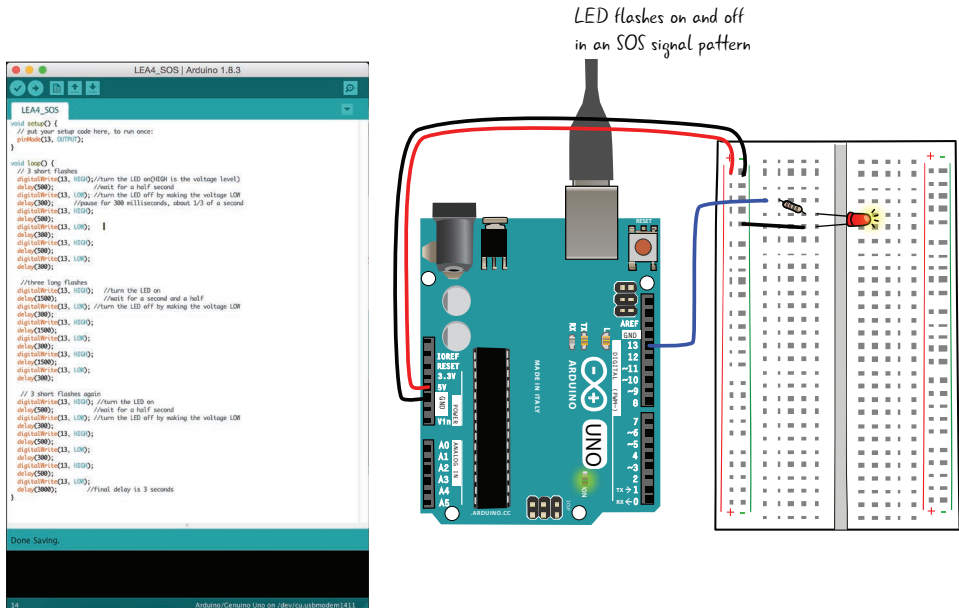 LED flashes on and off
in an SOS signal pattern
LEA4_SOS | Arduino 1.8.3
LEA4_SOS
void setup() {
// put your setup code here, to run once:
pinMode(13, OUTPUT);
}
void loop() {
// 3 short flashes
digitalWrite(13, HIGH);//turn the LED on(HIGH is the voltage level)
delay(500); //wait for a half second
digitalWrite(13, LOW); //turn the LED off by making the voltage LOW
delay(300); //pause for 300 milliseconds, about 1/3 of a second
digitalWrite(13, HIGH);
delay(500);
digitalWrite(13, LOW);
delay(300);
digitalWrite(13, HIGH);
delay(500);
digitalWrite(13, LOW);
delay(300);
//three long flashes
digitalWrite(13, HIGH); //turn the LED on
delay(1500); //wait for a second and a half
digitalWrite(13, LOW); //turn the LED off by making the voltage LOW
delay(300);
digitalWrite(13, HIGH);
delay(1500);
digitalWrite(13, LOW);
delay(300);
digitalWrite(13, HIGH);
delay(1500);
digitalWrite(13, LOW);
delay(300);
// 3 short flashes again
digitalWrite(13, HIGH); //turn the LED on
delay(500); //wait for a half second
digitalWrite(13, LOW); //turn the LED off by making the voltage LOW
delay(300);
digitalWrite(13, HIGH);
delay(500);
digitalWrite(13, LOW);
delay(300);
digitalWrite(13, HIGH);
delay(500);
digitalWrite(13, LOW);
delay(3000); //final delay is 3 seconds
}
Done Saving.
14
Arduino/Genuino Uno on /dev/cu.usbmodem1411
RESET
AREF
GND
13
12
~11
~10
~9
8
7
~6
~5
4
~3
2
TX→1
RX←0
DIGITAL (PWM~)
RX
TX
L
ARDUINO
UNO
MADE IN ITALY
ON
ICSP
IOREF
RESET
3.3V
5V
GND
Vin
POWER
A0
A1
A2
A3
A4
A5
ANALOG IN
.ARDUINO.CC
+ -
+ -
+ -
+ -